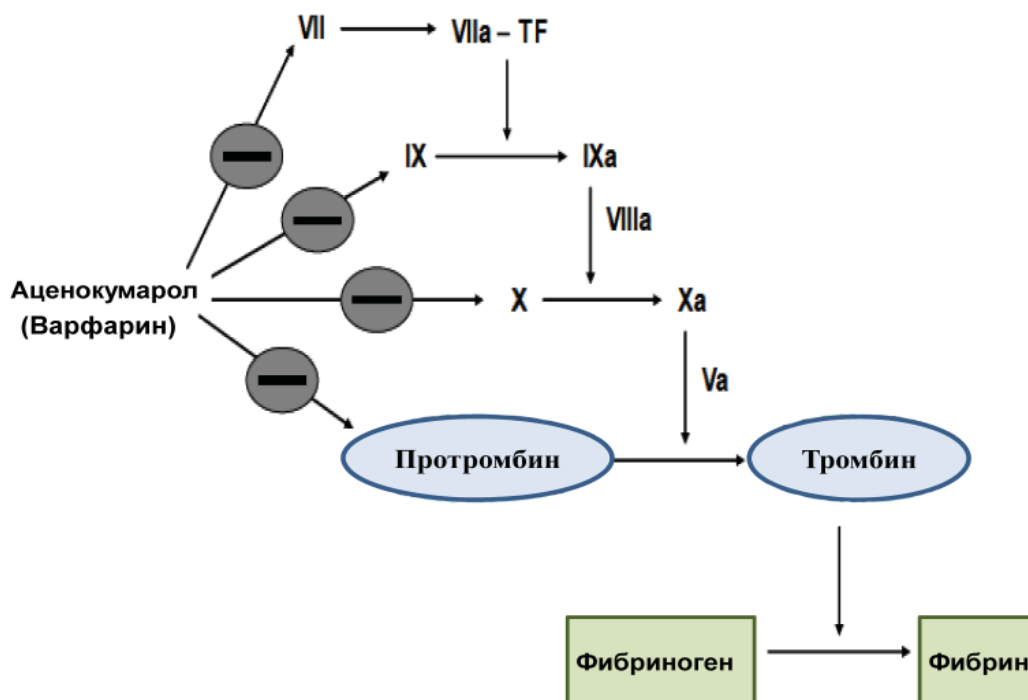 VII
VIIa – TF
IX
IXa
VIIIa
Аценокумарол
(Варфарин)
X
Xa
Va
Протромбин
Тромбин
Фибриноген
Фибрин